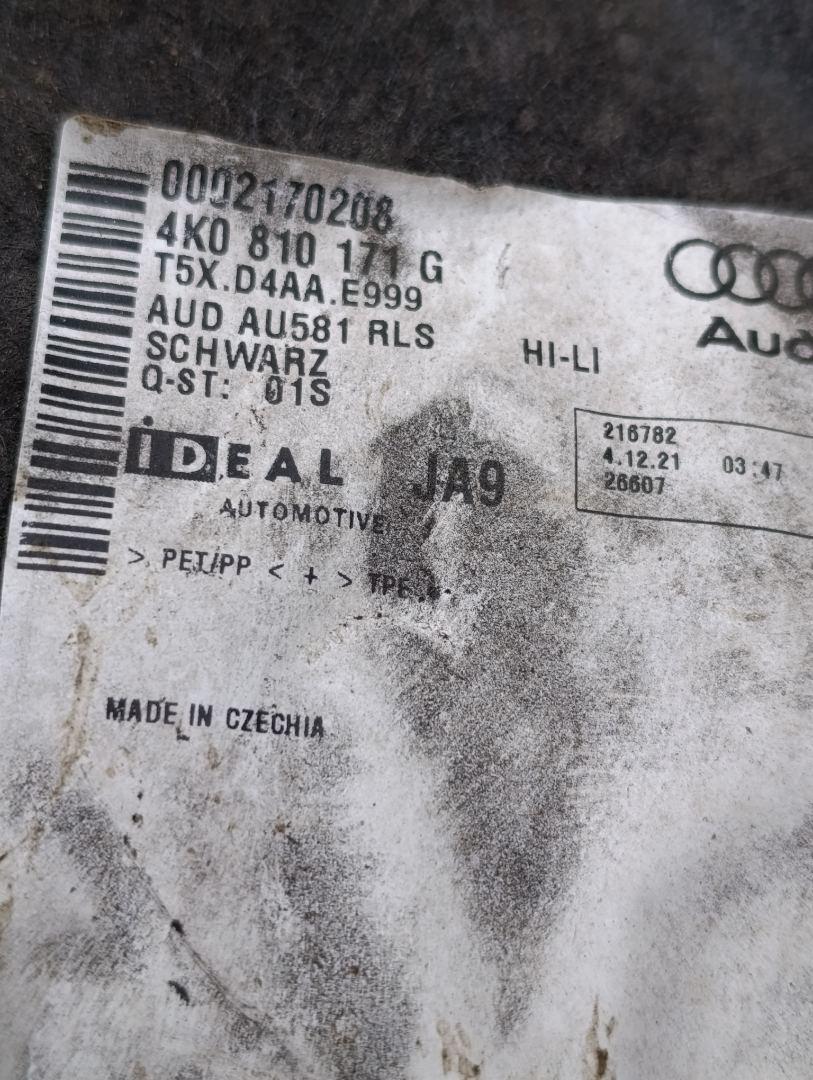 0002170208
4K0 810 171 G
T5X.D4AA.E999
AUD AU581 RLS
SCHWARZ
Q-ST: 01S
HI-LI
Aud
216782
4.12.21 03:47
26607
IDEAL
AUTOMOTIVE
JA9
> PET/PP < + > TPE
MADE IN CZECHIA